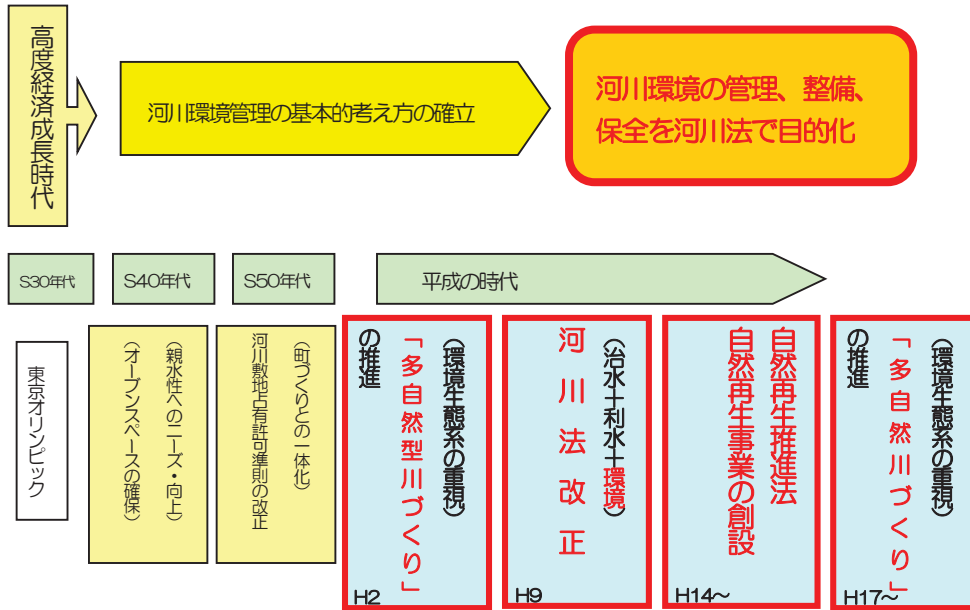 高度経済成長時代
河川環境管理の基本的考え方の確立
河川環境の管理、整備、
保全を河川法で目的化
S30年代
S40年代
S50年代
平成の時代
東京オリンピック
（親水性へのニーズ・向上）
（オープンスペースの確保）
（町づくりとの一体化）
河川敷地占有許可準則の改正
（環境生態系の重視）
「多自然型川づくり」
の推進
H2
（治水＋利水＋環境）
河川法改正
H9
自然再生推進法
自然再生事業の創設
H14～
（環境生態系の重視）
「多自然川づくり」
の推進
H17～